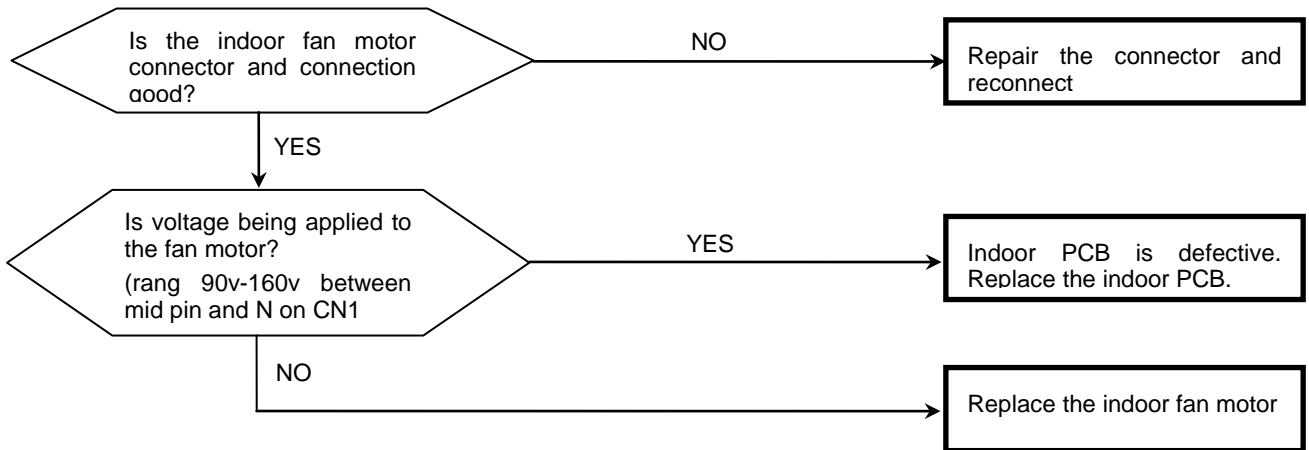 Is the indoor fan motor
connector and connection
good?
NO
Repair the connector and
reconnect
YES
Is voltage being applied to
the fan motor?
(rang 90v-160v between
mid pin and N on CN1
YES
Indoor PCB is defective.
Replace the indoor PCB.
NO
Replace the indoor fan motor